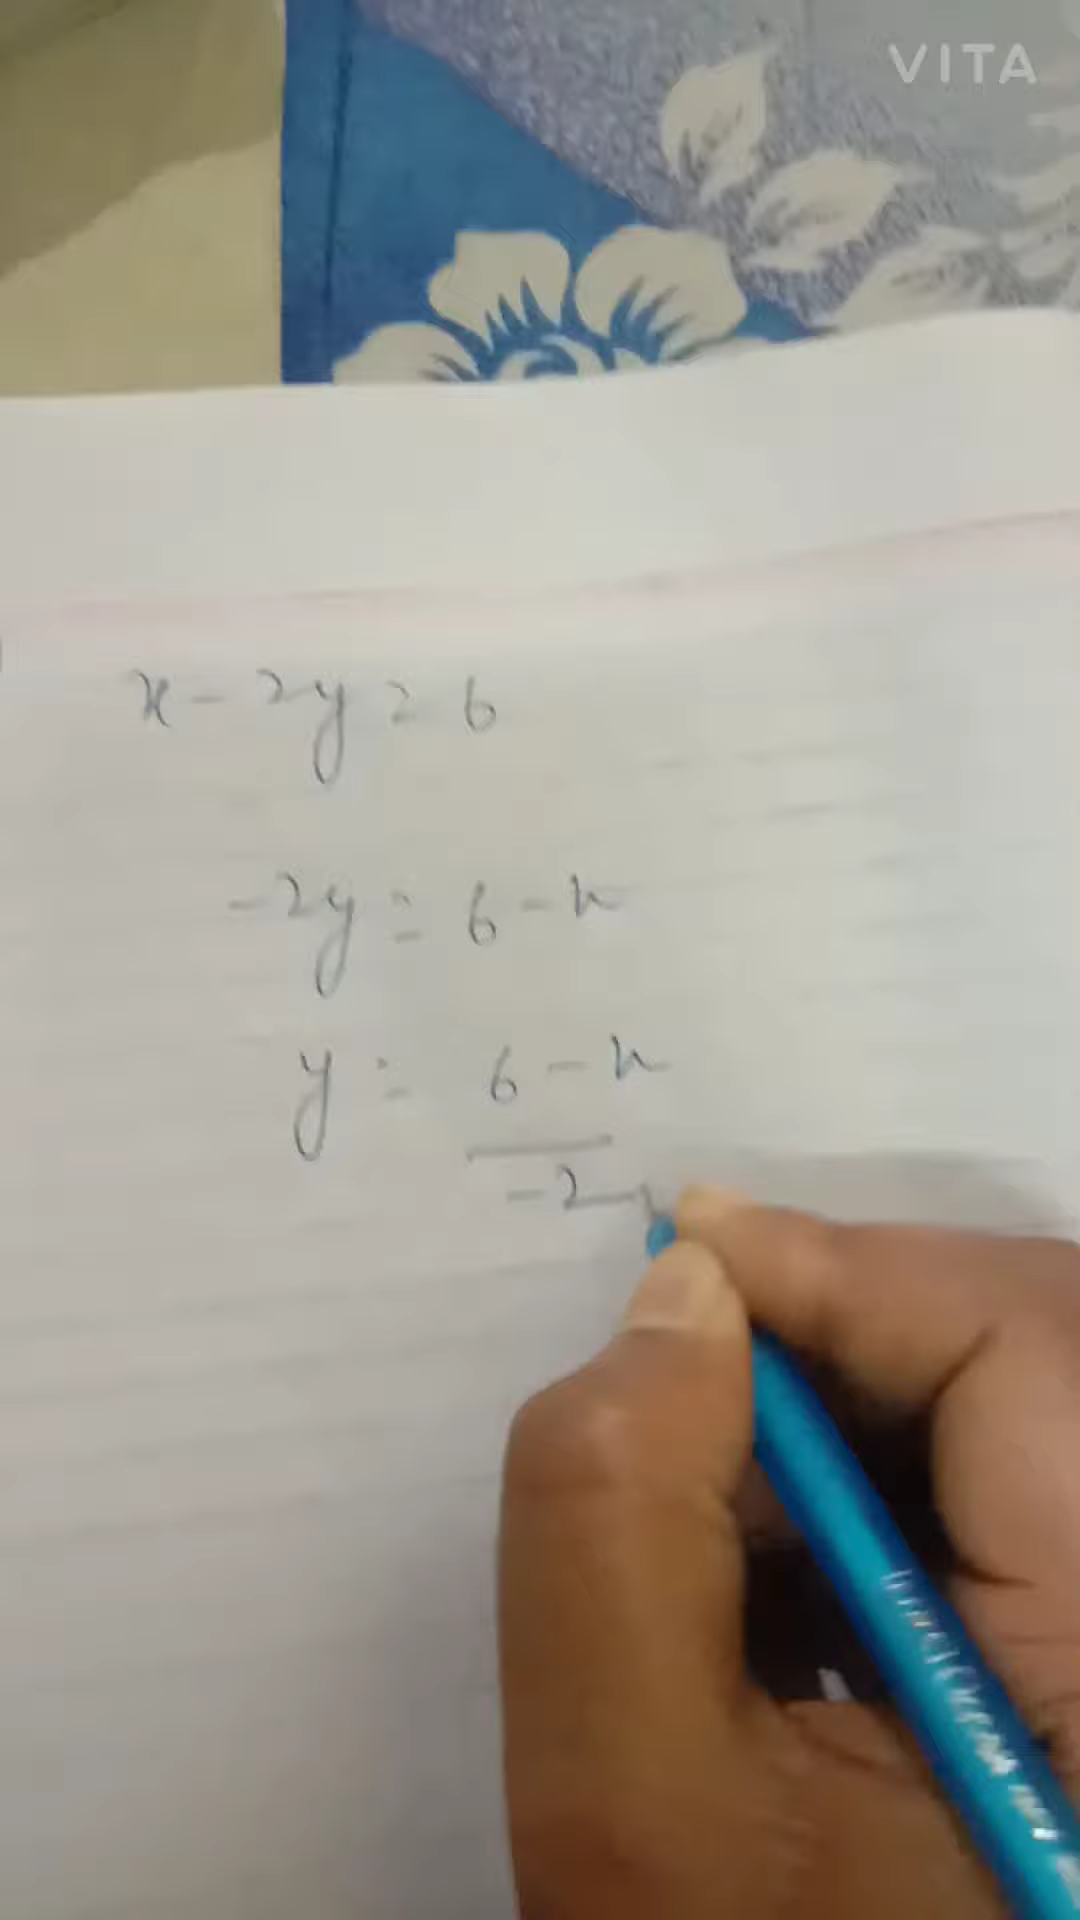 VITA
x - 2y = 6
-2y = 6 - x
y = 6 - x
-2